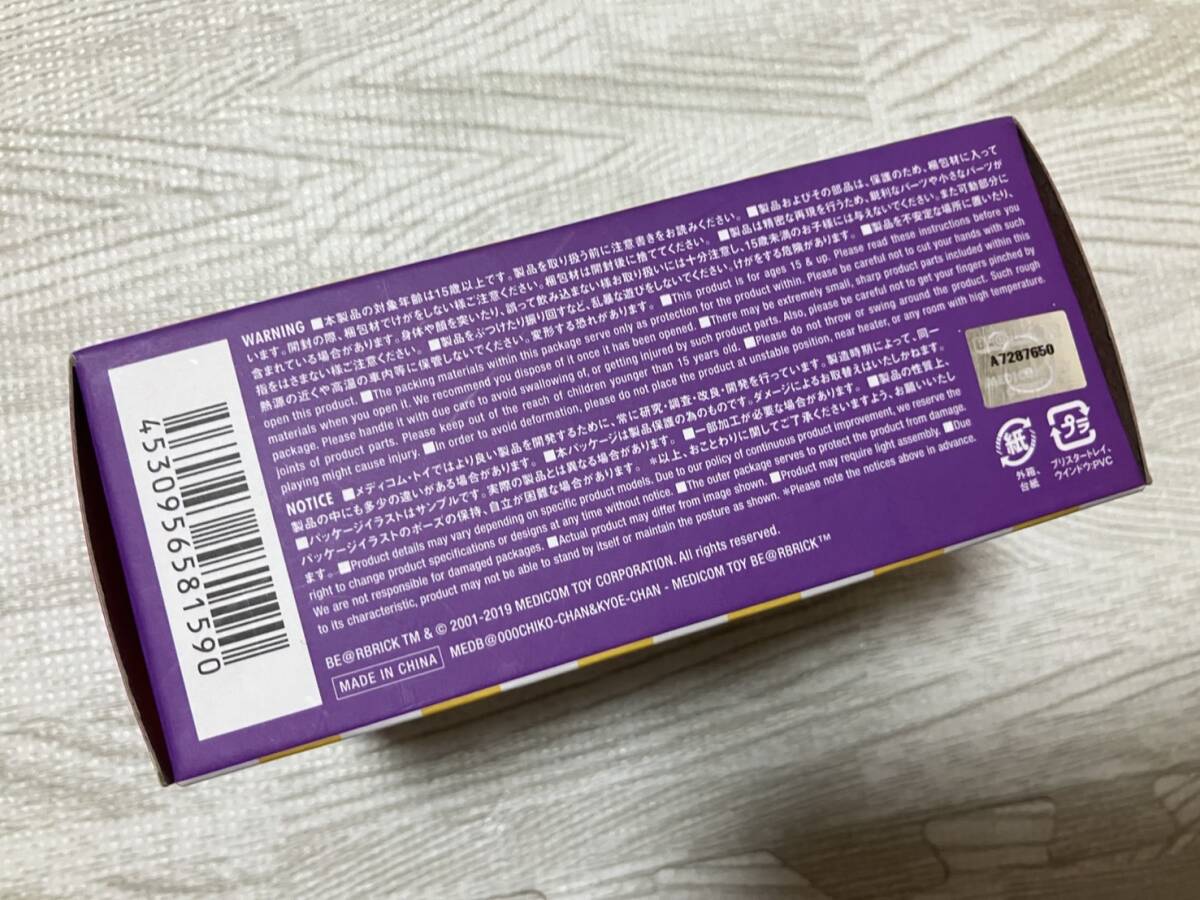 WARNING ■本製品の対象年齢は15歳以上です。製品を取り扱う前に注意書きをお読みください。 ■製品およびその部品は、保護のため、梱包材に入って
います。開封の際、梱包材でけがをしない様ご注意ください。梱包材は開封後に捨ててください。 ■製品は精密な再現を行うため、鋭利なパーツや小さなパーツが
含まれている場合があります。身体や顔を突いたり、誤って飲み込まない様お取り扱いには十分注意し、15歳未満のお子様には与えないでください。また可動部分に
指をはさまない様ご注意ください。 ■製品をぶつけたり振り回すなど、乱暴な遊びをしないでください。けがをする危険があります。 ■製品を不安定な場所に置いたり、
熱源の近くや高温の車内等に保管しないでください。変形する恐れがあります。 ■This product is for ages 15 & up. Please read these instructions before you
open this product. ■The packing materials within this package serve only as protection for the product within. Please be careful not to cut your hands with such
materials when you open it. We recommend you dispose of it once it has been opened. ■There may be extremely small, sharp product parts included within this
package. Please handle it with due care to avoid swallowing of, or getting injured by such product parts. Also, please be careful not to get your fingers pinched by
joints of product parts. Please keep out of the reach of children younger than 15 years old. ■Please do not throw or swing around the product. Such rough
playing might cause injury. ■In order to avoid deformation, please do not place the product at unstable position, near heater, or any room with high temperature.
NOTICE ■メディコム・トイではより良い製品を開発するために、常に研究・調査・改良・開発を行っています。製造時期によって、同一
製品の中にも多少の違いがある場合があります。 ■本パッケージは製品保護の為のものです。ダメージによるお取替えはいたしかねます。
■パッケージイラストはサンプルです。実際の製品とは異なる場合があります。 ■一部加工が必要な場合があります。 ■製品の性質上、
パッケージイラストのポーズの保持、自立が困難な場合があります。 *以上、おことわりに関してご了承くださいますよう、お願いいたし
ます。 ■Product details may vary depending on specific product models. Due to our policy of continuous product improvement, we reserve the
right to change product specifications or designs at any time without notice. ■The outer package serves to protect the product from damage.
We are not responsible for damaged packages. ■Actual product may differ from image shown. ■Product may require light assembly. ■Due
to its characteristic, product may not be able to stand by itself or maintain the posture as shown. *Please note the notices above in advance.
BE@RBRICK TM & © 2001-2019 MEDICOM TOY CORPORATION. All rights reserved.
MADE IN CHINA MEDB@000CHIKO-CHAN&KYOE-CHAN - MEDICOM TOY BE@RBRICK™
4530956581590
A7287650
紙
外箱、
台紙
プラ
ブリスタートレイ、
ウインドウ:PVC